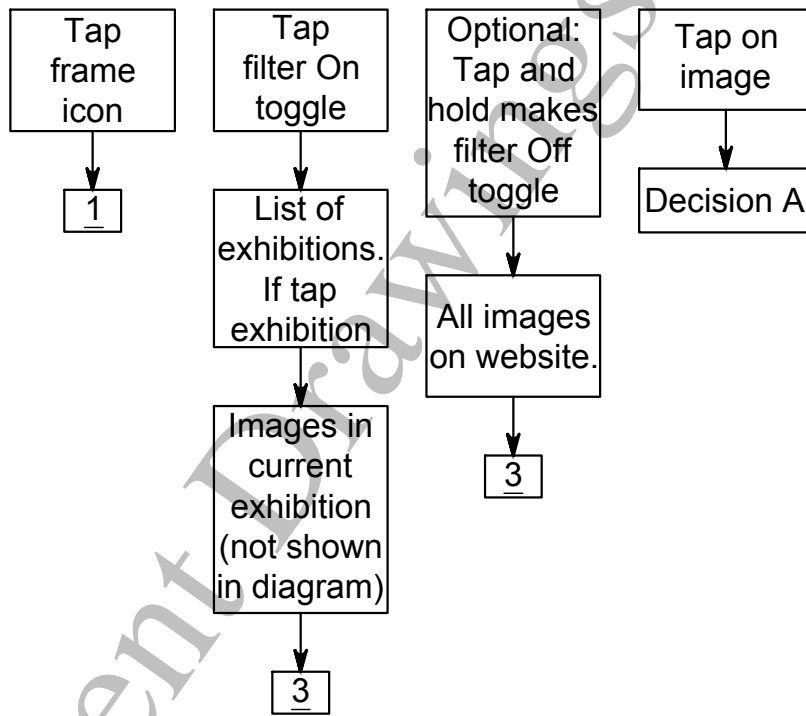 Tap
frame
icon
1
Tap
filter On
toggle
List of
exhibitions.
If tap
exhibition
Images in
current
exhibition
(not shown
in diagram)
3
Optional:
Tap and
hold makes
filter Off
toggle
All images
on website.
3
Tap on
image
Decision A
ent Drawings